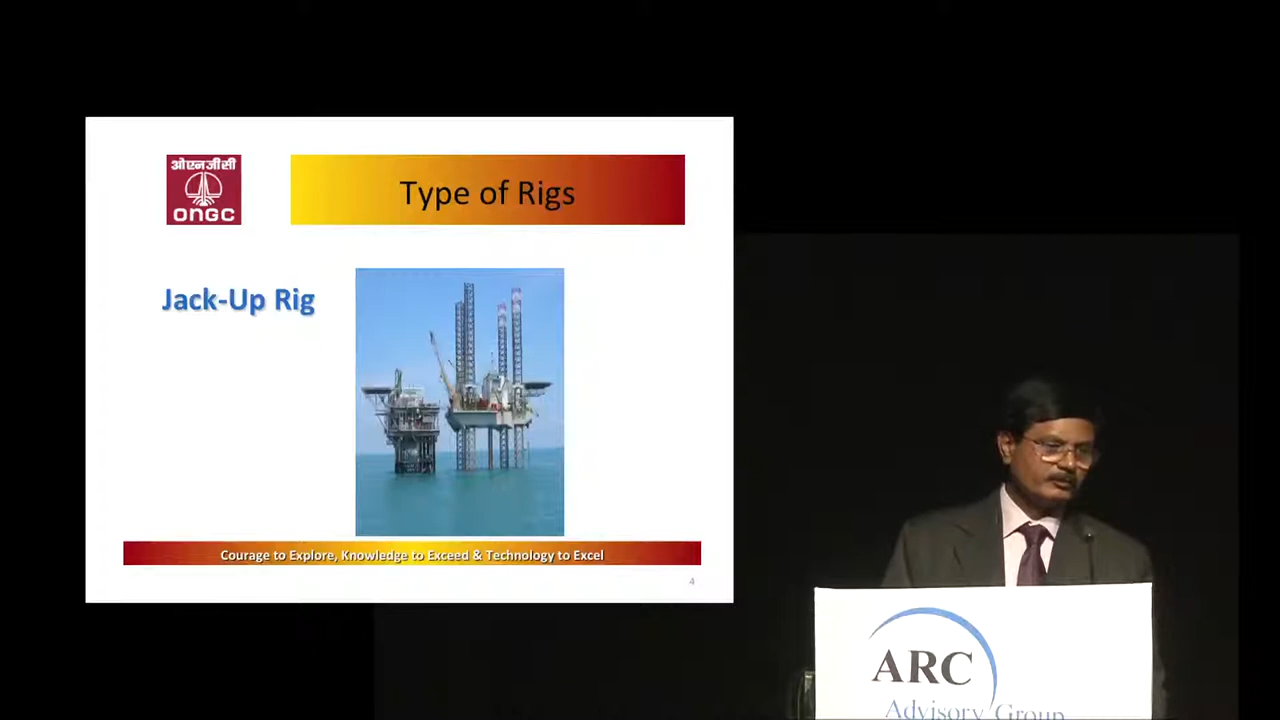 ओएनजीसी
ONGC
Type of Rigs
Jack-Up Rig
Courage to Explore, Knowledge to Exceed & Technology to Excel
4
ARC
Advisory Group